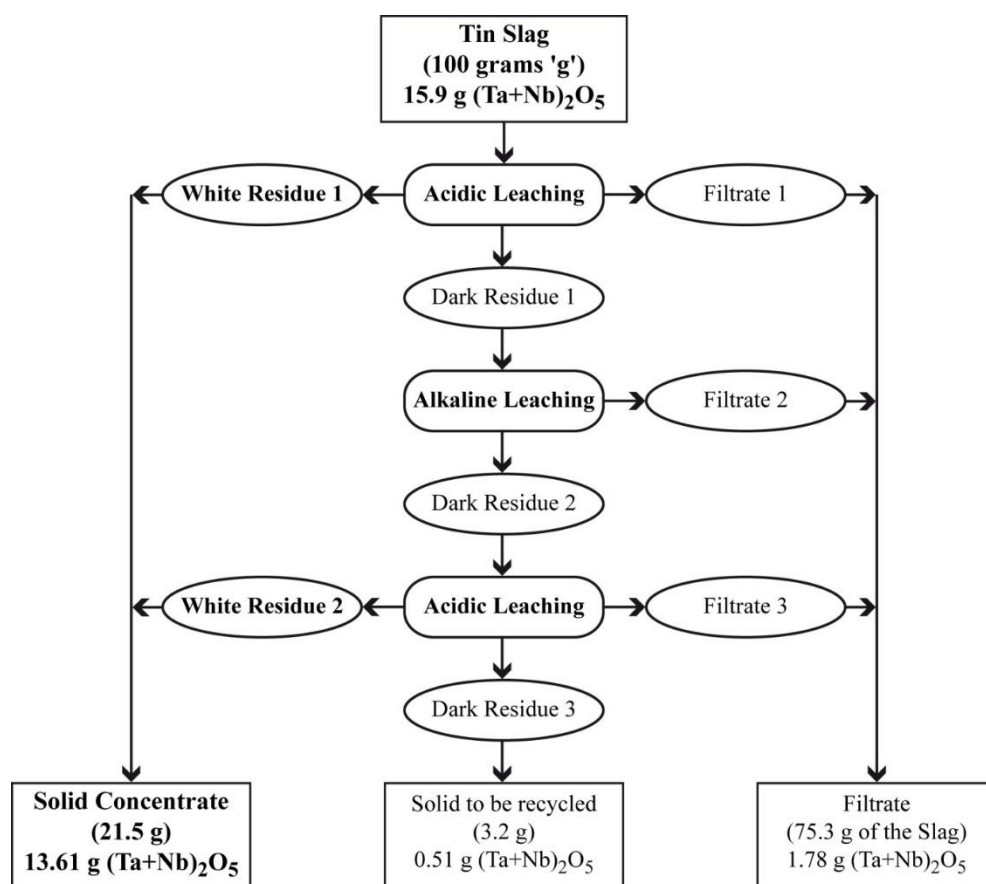 Tin Slag
(100 grams 'g')
15.9 g (Ta+Nb)₂O₅
White Residue 1
Acidic Leaching
Filtrate 1
Dark Residue 1
Alkaline Leaching
Filtrate 2
Dark Residue 2
White Residue 2
Acidic Leaching
Filtrate 3
Dark Residue 3
Solid Concentrate
(21.5 g)
13.61 g (Ta+Nb)₂O₅
Solid to be recycled
(3.2 g)
0.51 g (Ta+Nb)₂O₅
Filtrate
(75.3 g of the Slag)
1.78 g (Ta+Nb)₂O₅